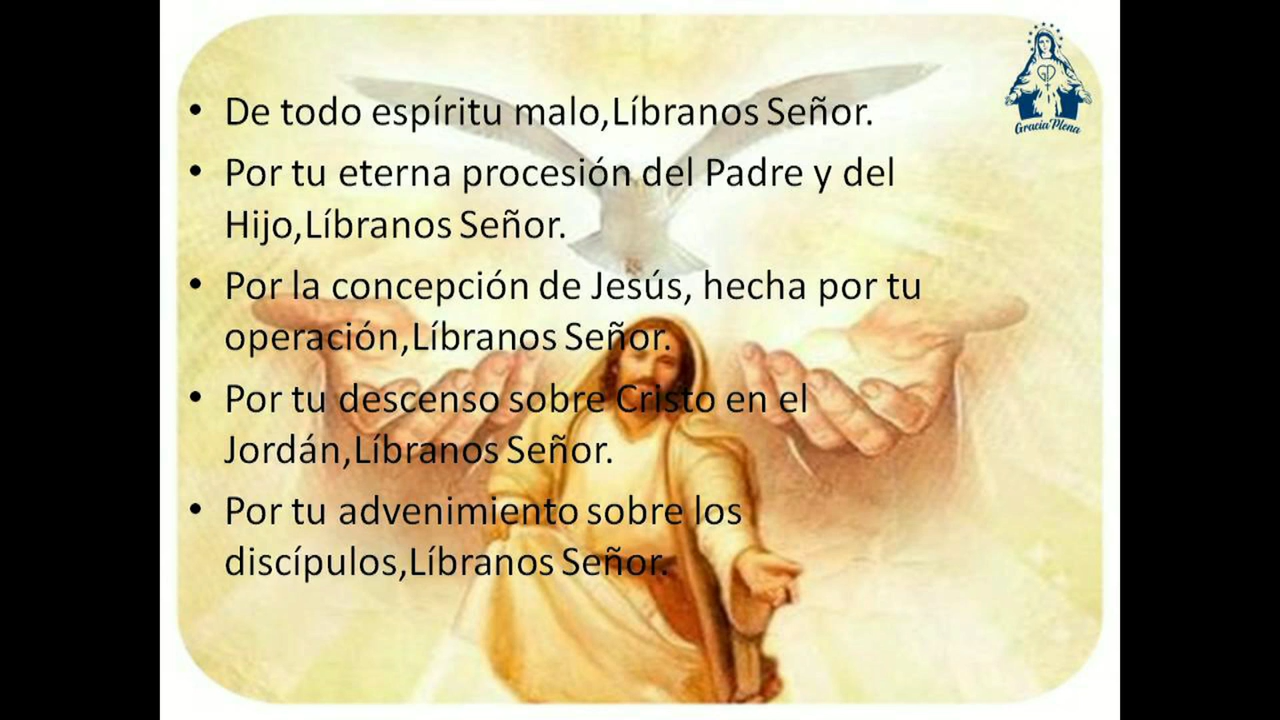 • De todo espíritu malo,Líbranos Señor.
• Por tu eterna procesión del Padre y del
Hijo,Líbranos Señor.
• Por la concepción de Jesús, hecha por tu
operación,Líbranos Señor.
• Por tu descenso sobre Cristo en el
Jordán,Líbranos Señor.
• Por tu advenimiento sobre los
discípulos,Líbranos Señor.
Gracia Plena